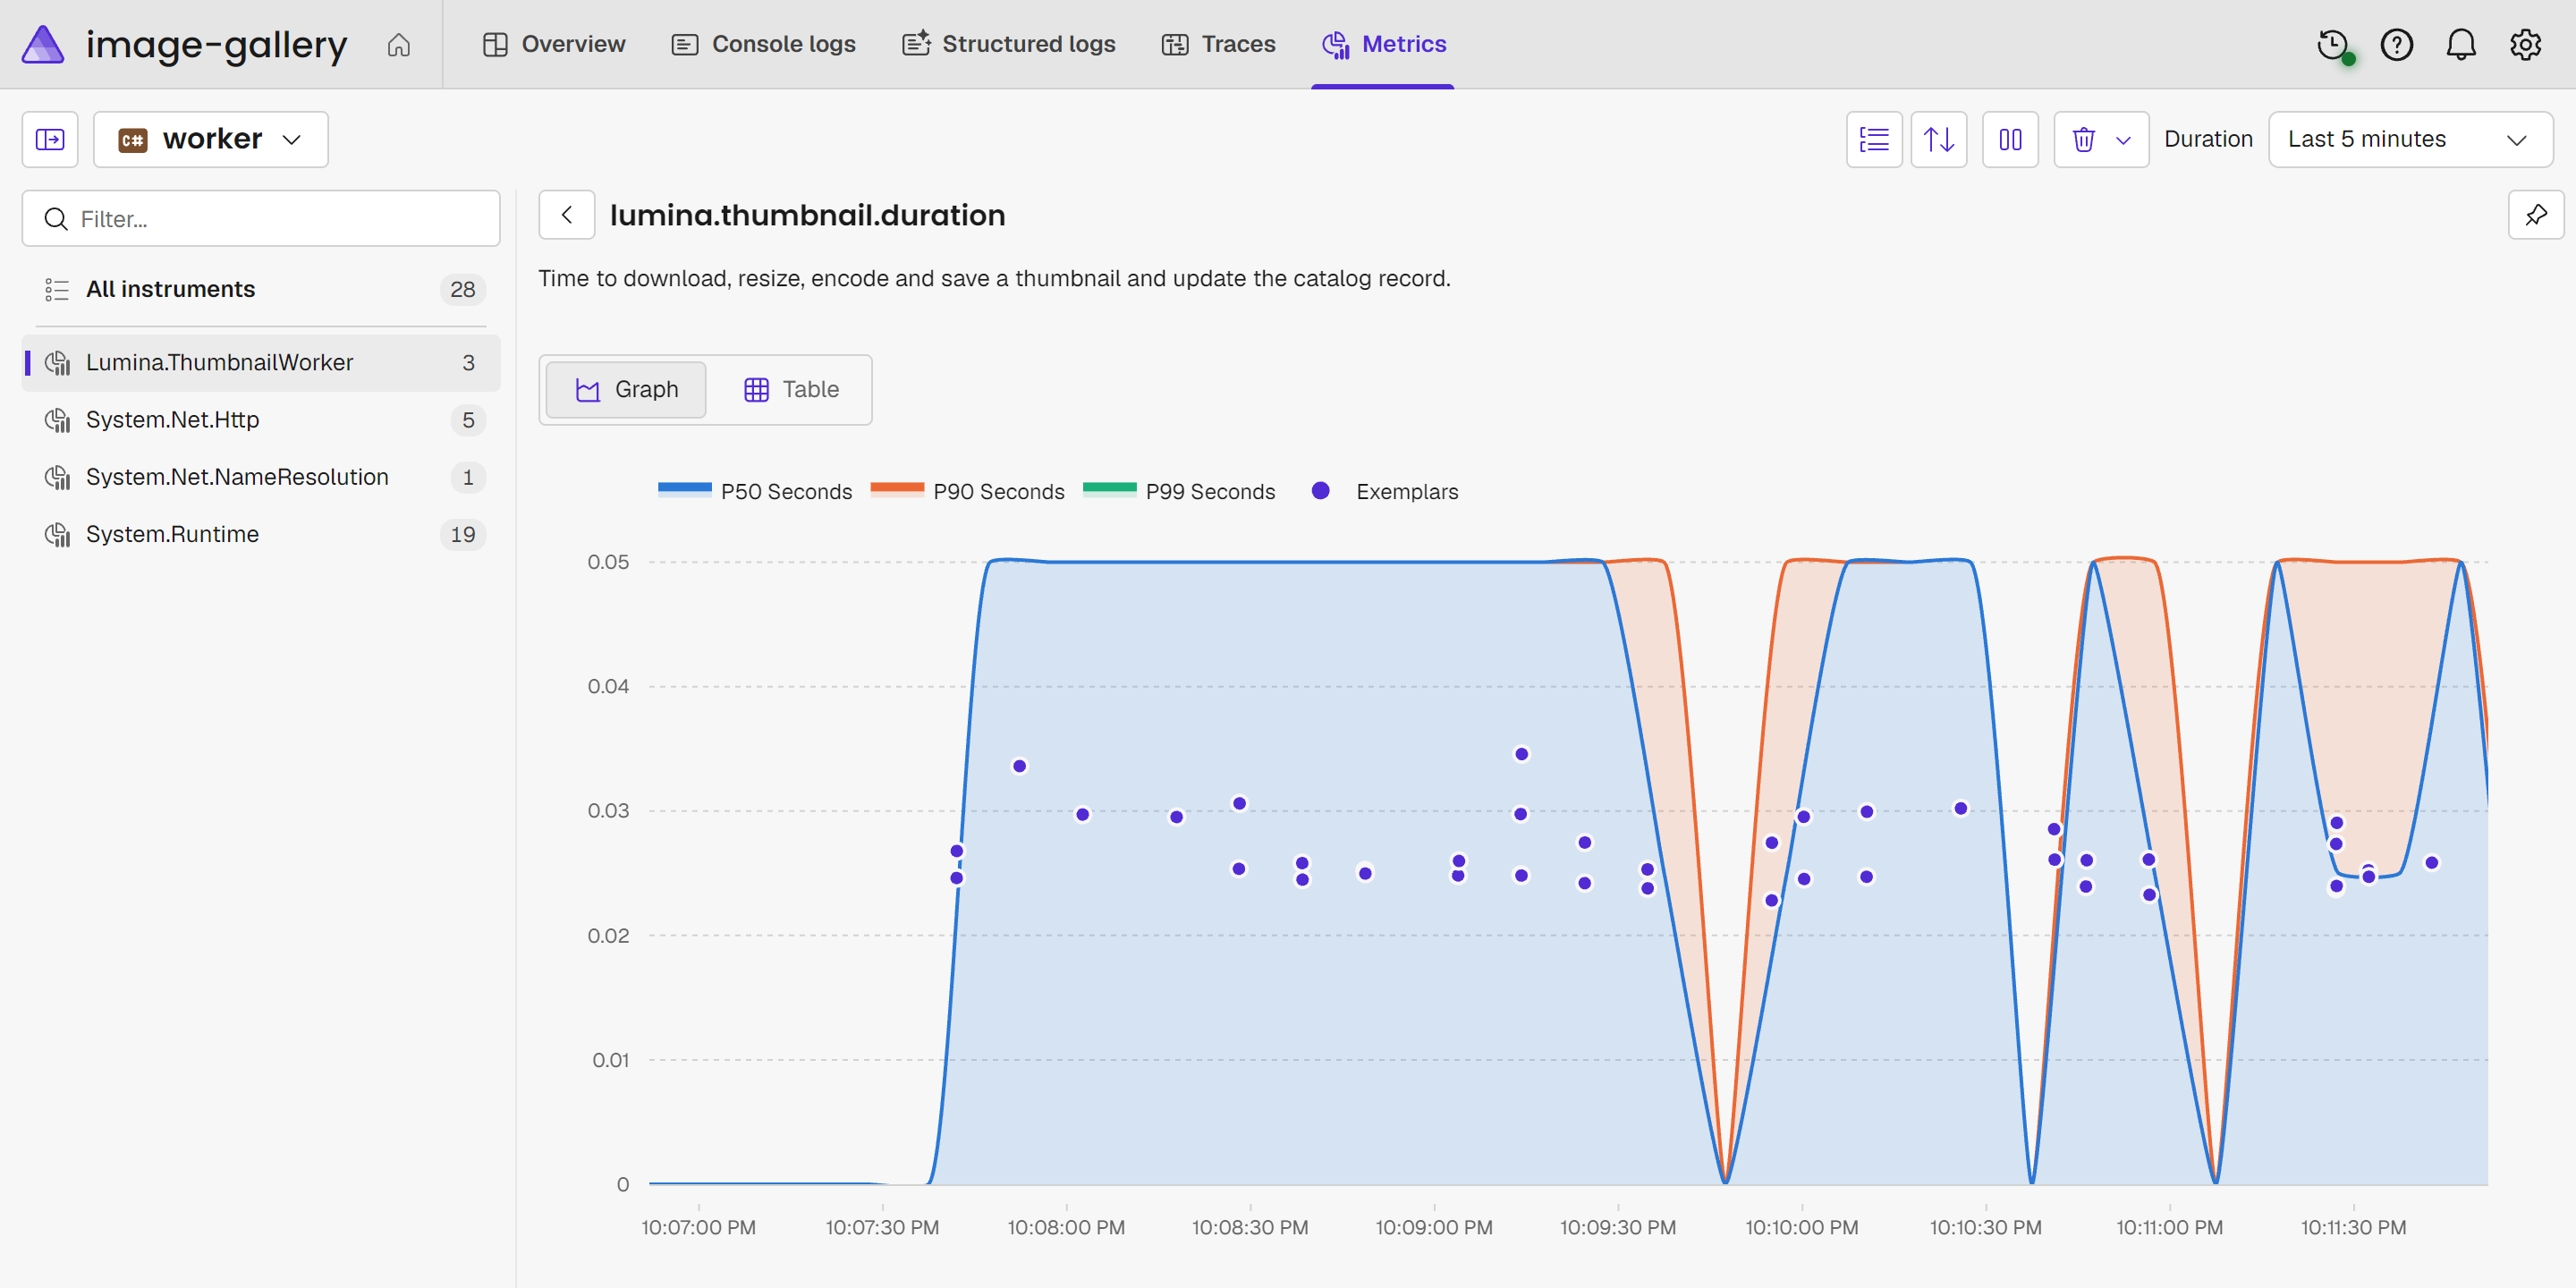 image-gallery
Overview
Console logs
Structured logs
Traces
Metrics
C# worker
Duration
Last 5 minutes
Filter...
All instruments 28
Lumina.ThumbnailWorker 3
System.Net.Http 5
System.Net.NameResolution 1
System.Runtime 19
lumina.thumbnail.duration
Time to download, resize, encode and save a thumbnail and update the catalog record.
Graph
Table
P50 Seconds
P90 Seconds
P99 Seconds
Exemplars
0.05
0.04
0.03
0.02
0.01
0
10:07:00 PM
10:07:30 PM
10:08:00 PM
10:08:30 PM
10:09:00 PM
10:09:30 PM
10:10:00 PM
10:10:30 PM
10:11:00 PM
10:11:30 PM